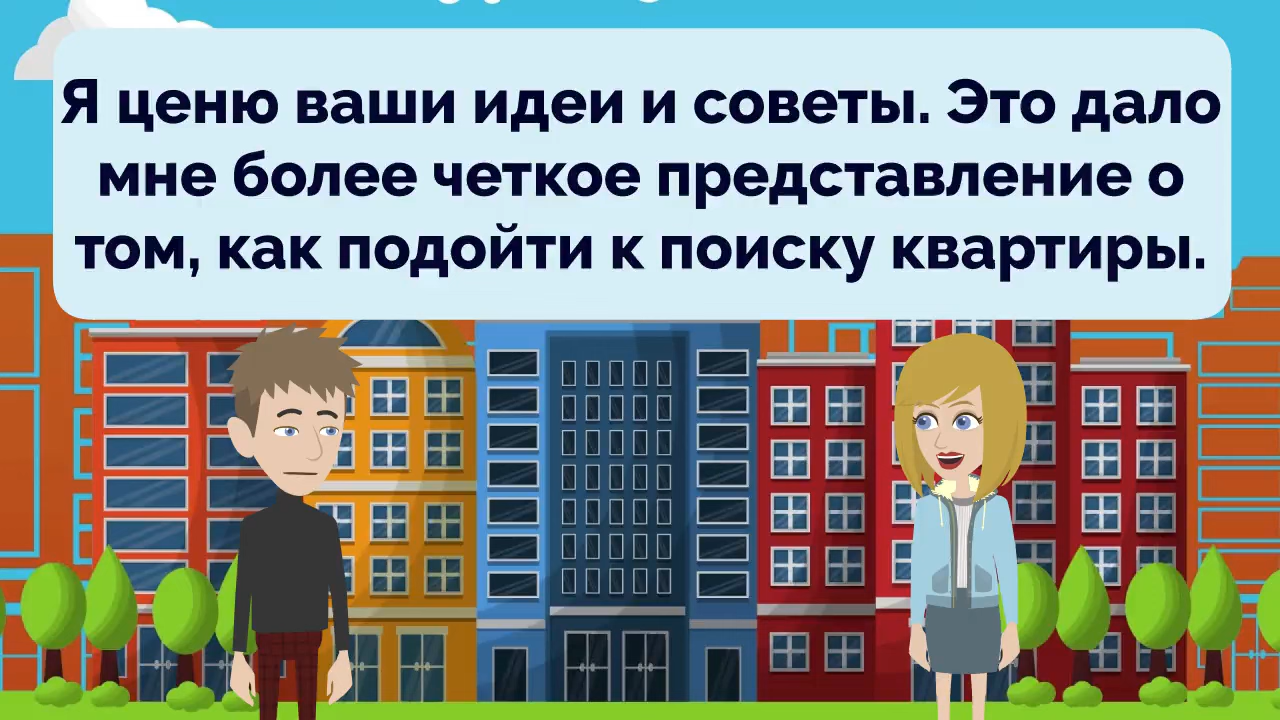 Я ценю ваши идеи и советы. Это дало
мне более четкое представление о
том, как подойти к поиску квартиры.